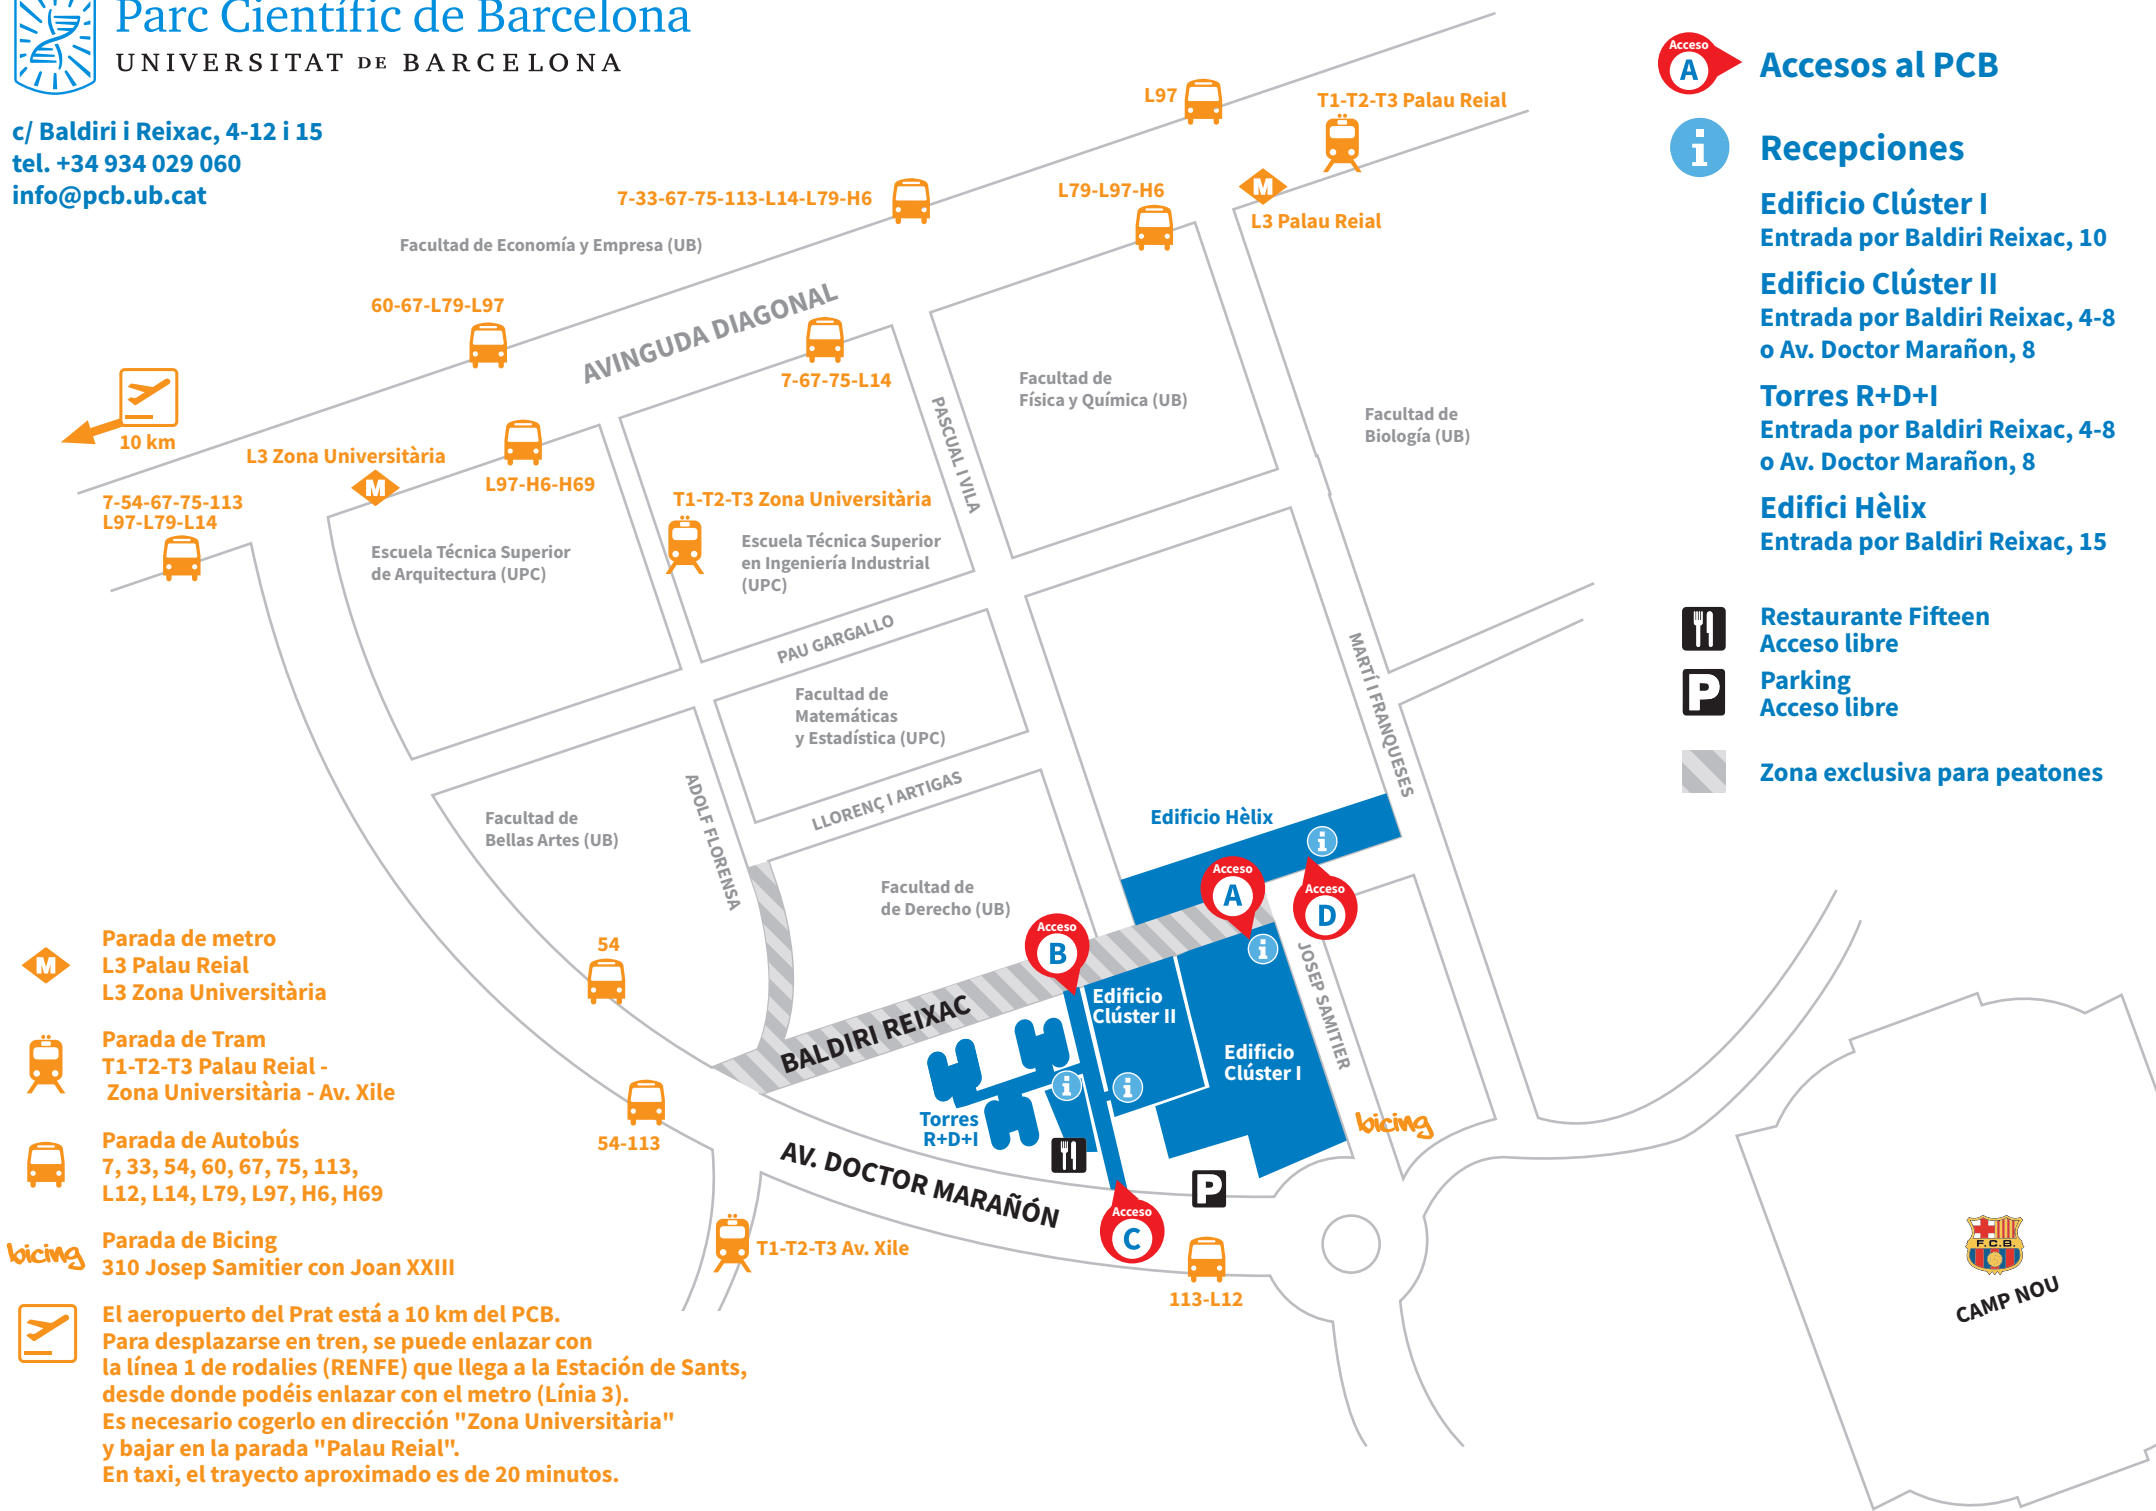 Parc Científic de Barcelona
UNIVERSITAT DE BARCELONA
c/ Baldiri i Reixac, 4-12 i 15
tel. +34 934 029 060
info@pcb.ub.cat
L97
T1-T2-T3 Palau Reial
7-33-67-75-113-L14-L79-H6
L79-L97-H6
M
L3 Palau Reial
Facultad de Economía y Empresa (UB)
60-67-L79-L97
AVINGUDA DIAGONAL
7-67-75-L14
10 km
L3 Zona Universitària
M
L97-H6-H69
7-54-67-75-113
L97-L79-L14
PASCUAL I VILA
Facultad de
Física y Química (UB)
Facultad de
Biología (UB)
T1-T2-T3 Zona Universitària
Escuela Técnica Superior
de Arquitectura (UPC)
Escuela Técnica Superior
en Ingeniería Industrial
(UPC)
PAU GARGALLO
Facultad de
Matemáticas
y Estadística (UPC)
MARTÍ I FRANQUESES
LLORENÇ I ARTIGAS
ADOLF FLORENSA
Facultad de
Bellas Artes (UB)
Facultad de
de Derecho (UB)
Edificio Hèlix
Acceso
A
Acceso
D
Acceso
B
JOSEP SAMITIER
54
BALDIRI REIXAC
Edificio
Clúster II
Edificio
Clúster I
Torres
R+D+I
bicing
54-113
AV. DOCTOR MARAÑÓN
P
Acceso
C
T1-T2-T3 Av. Xile
113-L12
F.C.B.
CAMP NOU
Acceso
A
Accesos al PCB
i
Recepciones
Edificio Clúster I
Entrada por Baldiri Reixac, 10
Edificio Clúster II
Entrada por Baldiri Reixac, 4-8
o Av. Doctor Marañon, 8
Torres R+D+I
Entrada por Baldiri Reixac, 4-8
o Av. Doctor Marañon, 8
Edifici Hèlix
Entrada por Baldiri Reixac, 15
Restaurante Fifteen
Acceso libre
P
Parking
Acceso libre
Zona exclusiva para peatones
M
Parada de metro
L3 Palau Reial
L3 Zona Universitària
Parada de Tram
T1-T2-T3 Palau Reial -
Zona Universitària - Av. Xile
Parada de Autobús
7, 33, 54, 60, 67, 75, 113,
L12, L14, L79, L97, H6, H69
bicing
Parada de Bicing
310 Josep Samitier con Joan XXIII
El aeropuerto del Prat está a 10 km del PCB.
Para desplazarse en tren, se puede enlazar con
la línea 1 de rodalies (RENFE) que llega a la Estación de Sants,
desde donde podéis enlazar con el metro (Línia 3).
Es necesario cogerlo en dirección "Zona Universitària"
y bajar en la parada "Palau Reial".
En taxi, el trayecto aproximado es de 20 minutos.